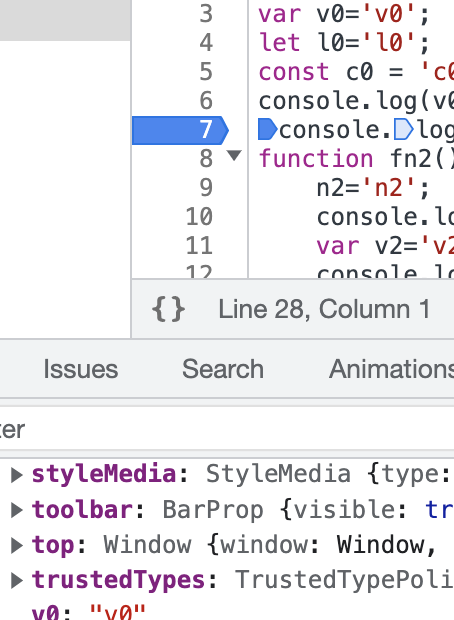 3 var v0='v0';
4 let l0='l0';
5 const c0 = 'c0
6 console.log(v0
7 console.log
8 function fn2()
9 n2='n2';
10 console.lo
11 var v2='v2
12 console.lo
{} Line 28, Column 1
Issues Search Animations
ter
styleMedia: StyleMedia {type:
toolbar: BarProp {visible: tr
top: Window {window: Window,
trustedTypes: TrustedTypePoli
v0: "v0"